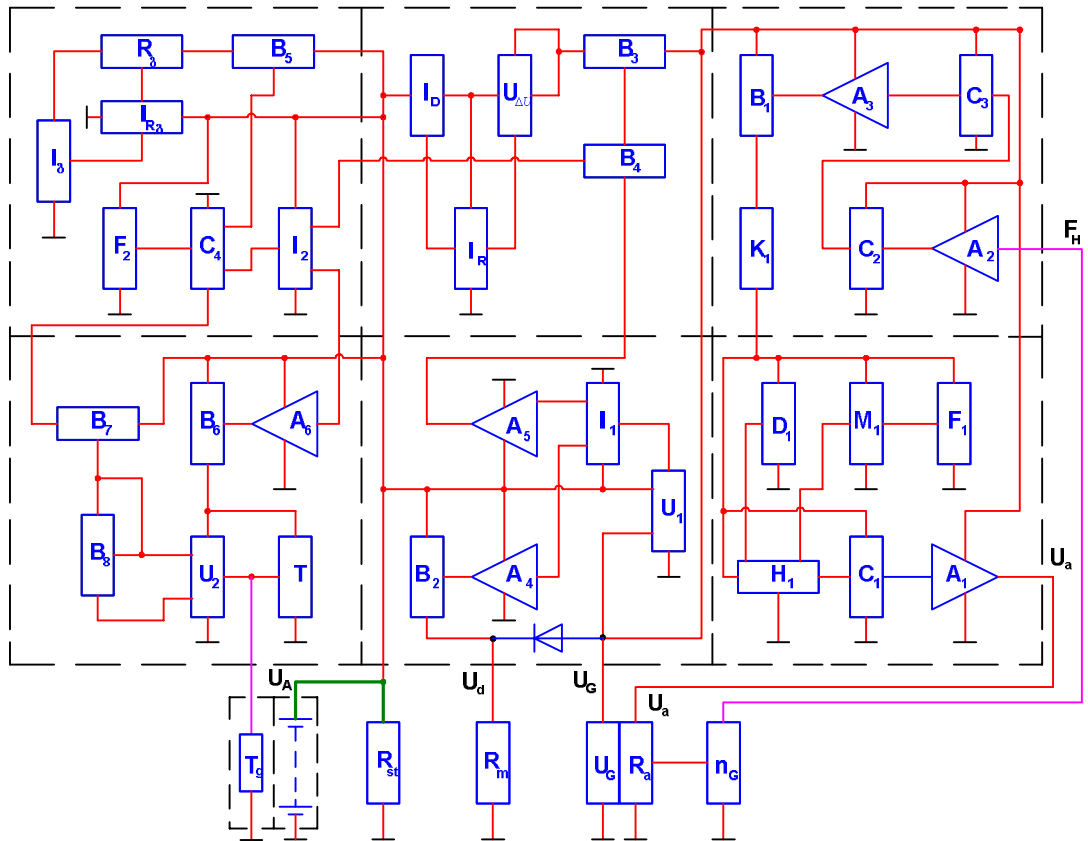 Rδ
B5
ID
UΔU
B3
B1
A3
C3
IRδ
Iδ
B4
F2
C4
I2
IR
K1
C2
A2
FH
B7
B6
A6
A5
I1
D1
M1
F1
U1
B8
U2
T
B2
A4
H1
C1
A1
Ua
UA
Ud
UG
Ua
Tg
Rst
Rm
UG
Ra
nG